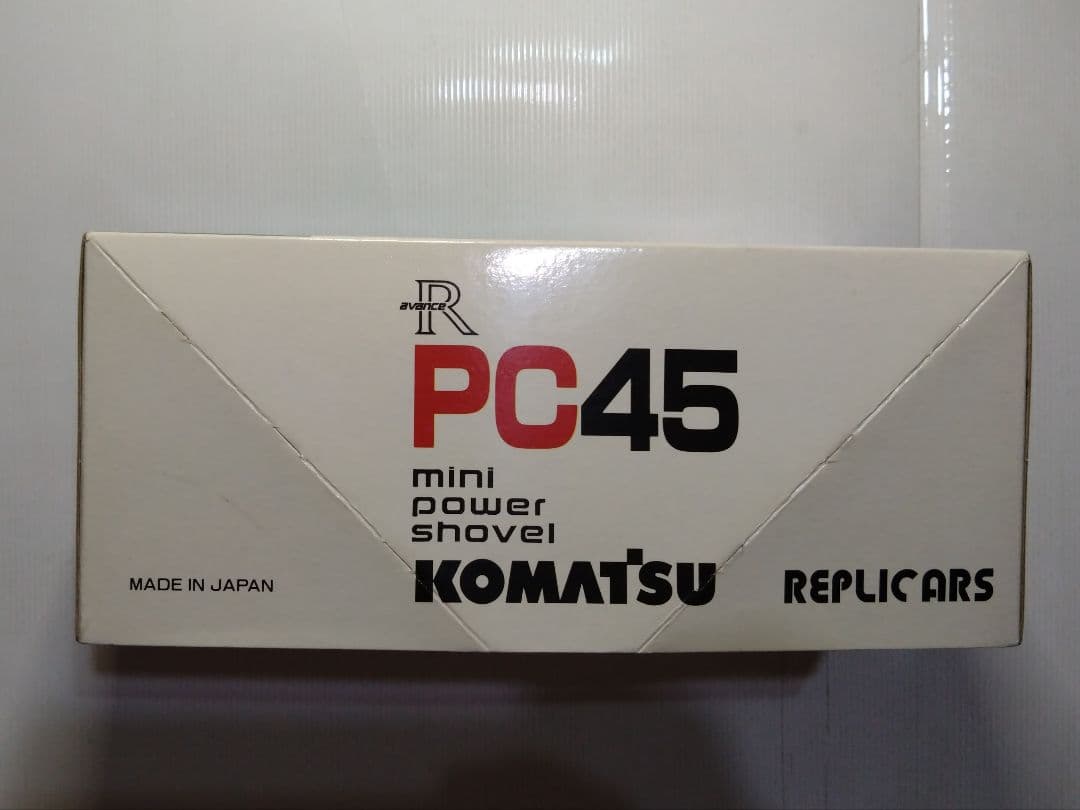 avance R
PC45
mini
power
shovel
MADE IN JAPAN
KOMATSU
REPLICARS